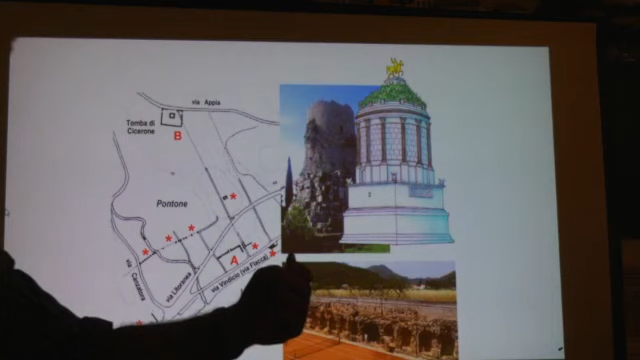 via Appia
Tomba di
Cicerone
B
Pontone
A
via Vindicio (via Flacca)
via Litoranea
via Canzatora